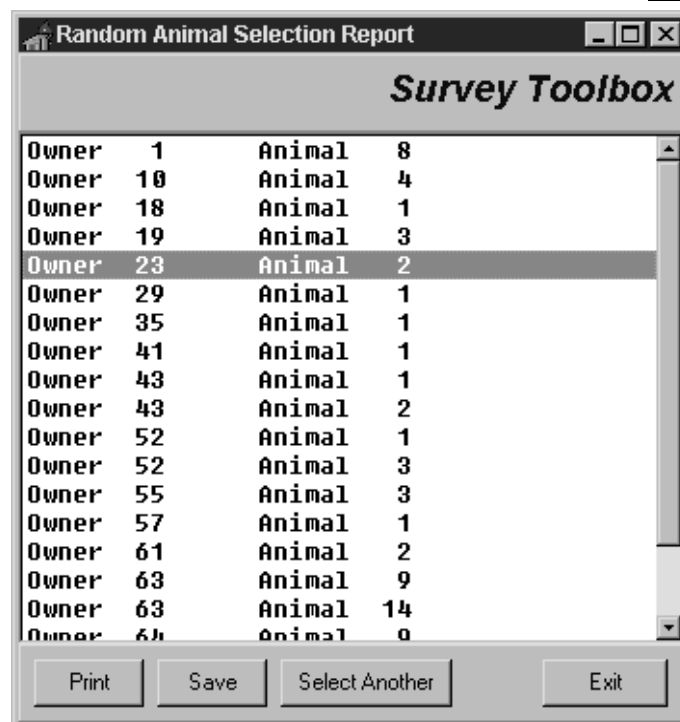 Random Animal Selection Report
Survey Toolbox
Owner 1 Animal 8
Owner 10 Animal 4
Owner 18 Animal 1
Owner 19 Animal 3
Owner 23 Animal 2
Owner 29 Animal 1
Owner 35 Animal 1
Owner 41 Animal 1
Owner 43 Animal 1
Owner 43 Animal 2
Owner 52 Animal 1
Owner 52 Animal 3
Owner 55 Animal 3
Owner 57 Animal 1
Owner 61 Animal 2
Owner 63 Animal 9
Owner 63 Animal 14
Owner 64 Animal 9
Print Save Select Another Exit